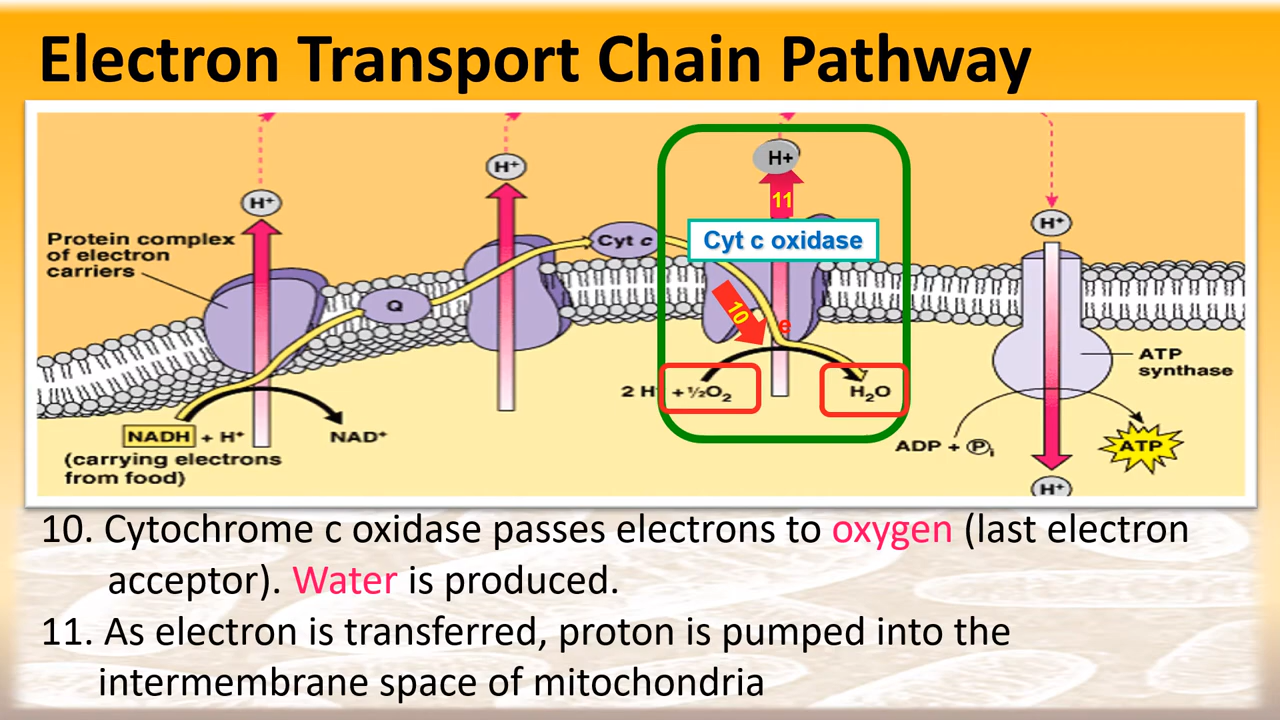 Electron Transport Chain Pathway
H+
11
H⁺
H⁺
H⁺
Protein complex
of electron
carriers
Cyt c
Cyt c oxidase
Q
10
e
ATP
synthase
2 H + ½O₂
H₂O
NADH + H⁺
NAD⁺
(carrying electrons
from food)
ADP + Pᵢ
ATP
H⁺
10. Cytochrome c oxidase passes electrons to oxygen (last electron
acceptor). Water is produced.
11. As electron is transferred, proton is pumped into the
intermembrane space of mitochondria